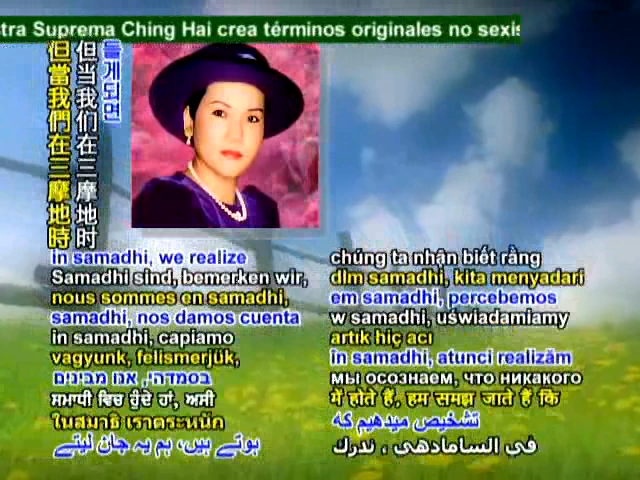 stra Suprema Ching Hai crea términos originales no sexis
但當我們在三摩地時
但当我们在三摩地时
들게되면
in samadhi, we realize
Samadhi sind, bemerken wir,
nous sommes en samadhi,
samadhi, nos damos cuenta
in samadhi, capiamo
vagyunk, felismerjük,
בסמדהי, אנו מבינים
ਸਮਾਧੀ ਵਿਚ ਹੁੰਦੇ ਹਾਂ, ਅਸੀ
ในสมาธิ เราตระหนัก
ہوتے ہیں، ہم یہ جان لیتے
chúng ta nhận biết rằng
dlm samadhi, kita menyadari
em samadhi, percebemos
w samadhi, uświadamiamy
artık hiç acı
în samadhi, atunci realizăm
мы осознаем, что никакого
में होते हैं, हम समझ जाते हैं कि
تشخیص میدهیم که
في السامادهي ، ندرك